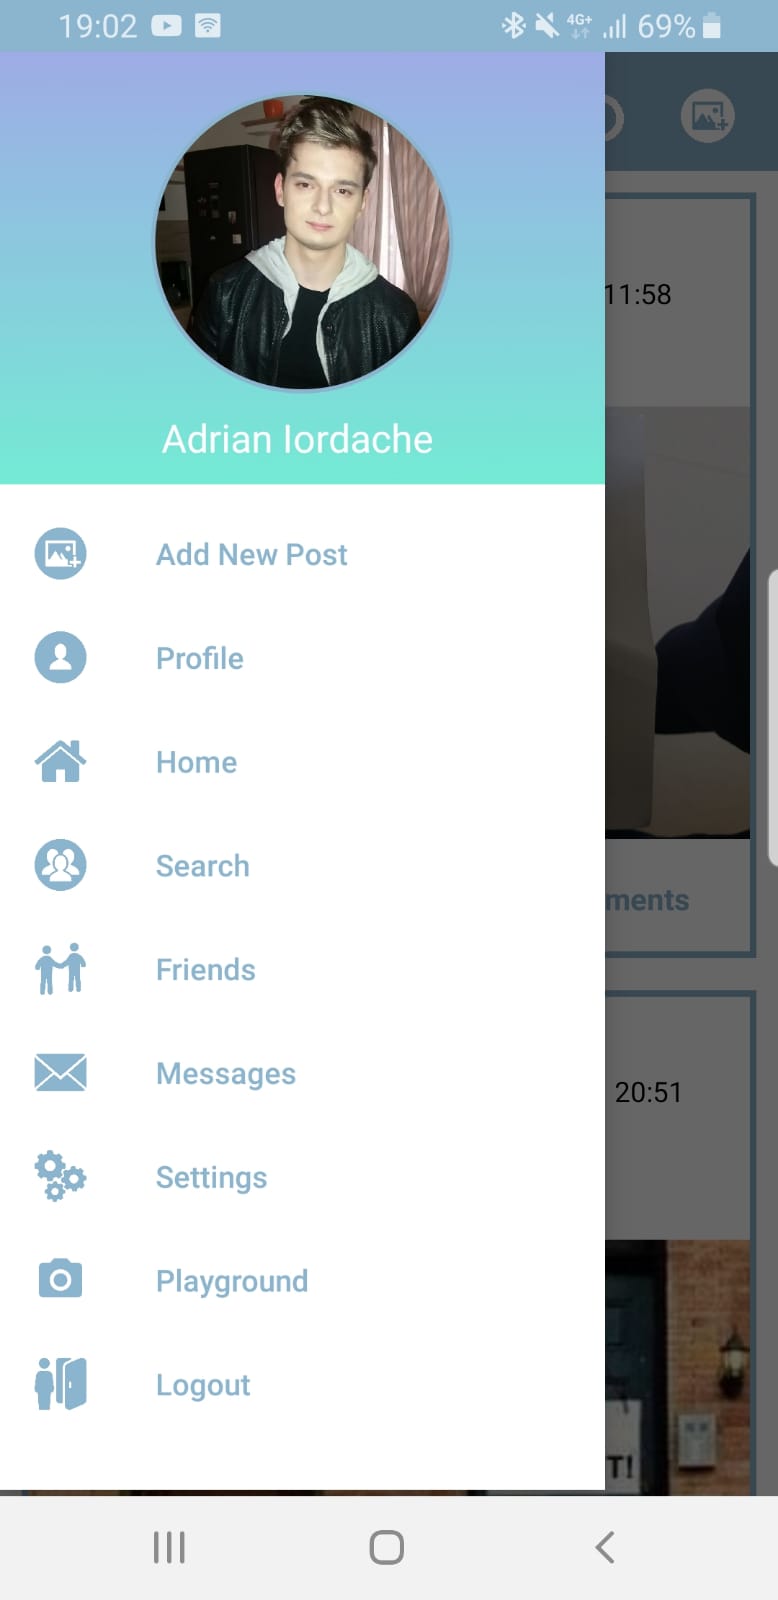 19:02
4G+
69%
11:58
Adrian Iordache
Add New Post
Profile
Home
Search
ments
Friends
Messages
20:51
Settings
Playground
Logout
T!